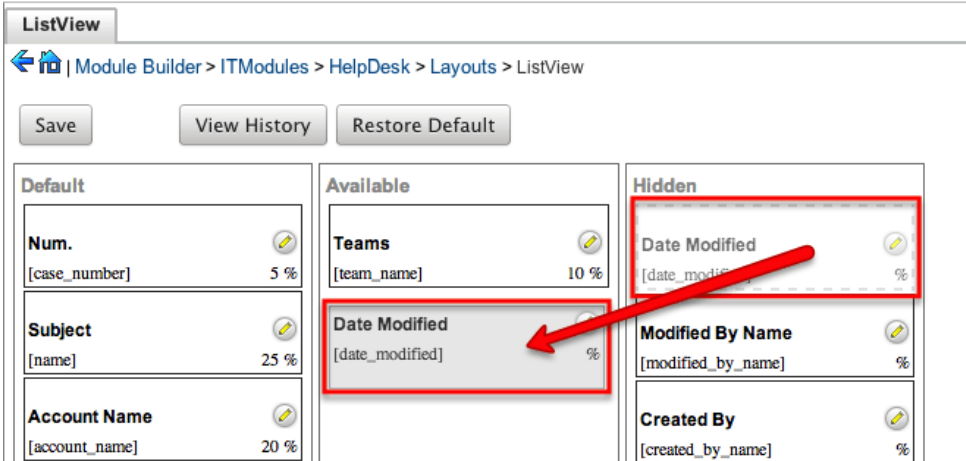 ListView
| Module Builder > ITModules > HelpDesk > Layouts > ListView
Save View History Restore Default
Default
Num.
[case_number] 5 %
Subject
[name] 25 %
Account Name
[account_name] 20 %
Available
Teams
[team_name] 10 %
Date Modified
[date_modified] %
Hidden
Date Modified
[date_modified] %
Modified By Name
[modified_by_name] %
Created By
[created_by_name] %